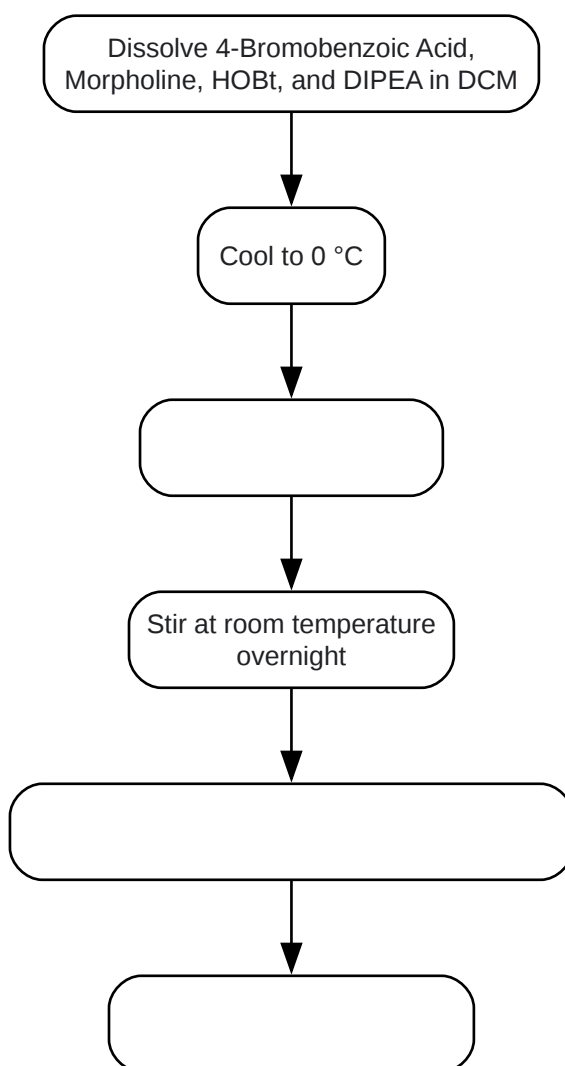 Dissolve 4-Bromobenzoic Acid,
Morpholine, HOBt, and DIPEA in DCM
Cool to 0 °C
Stir at room temperature
overnight